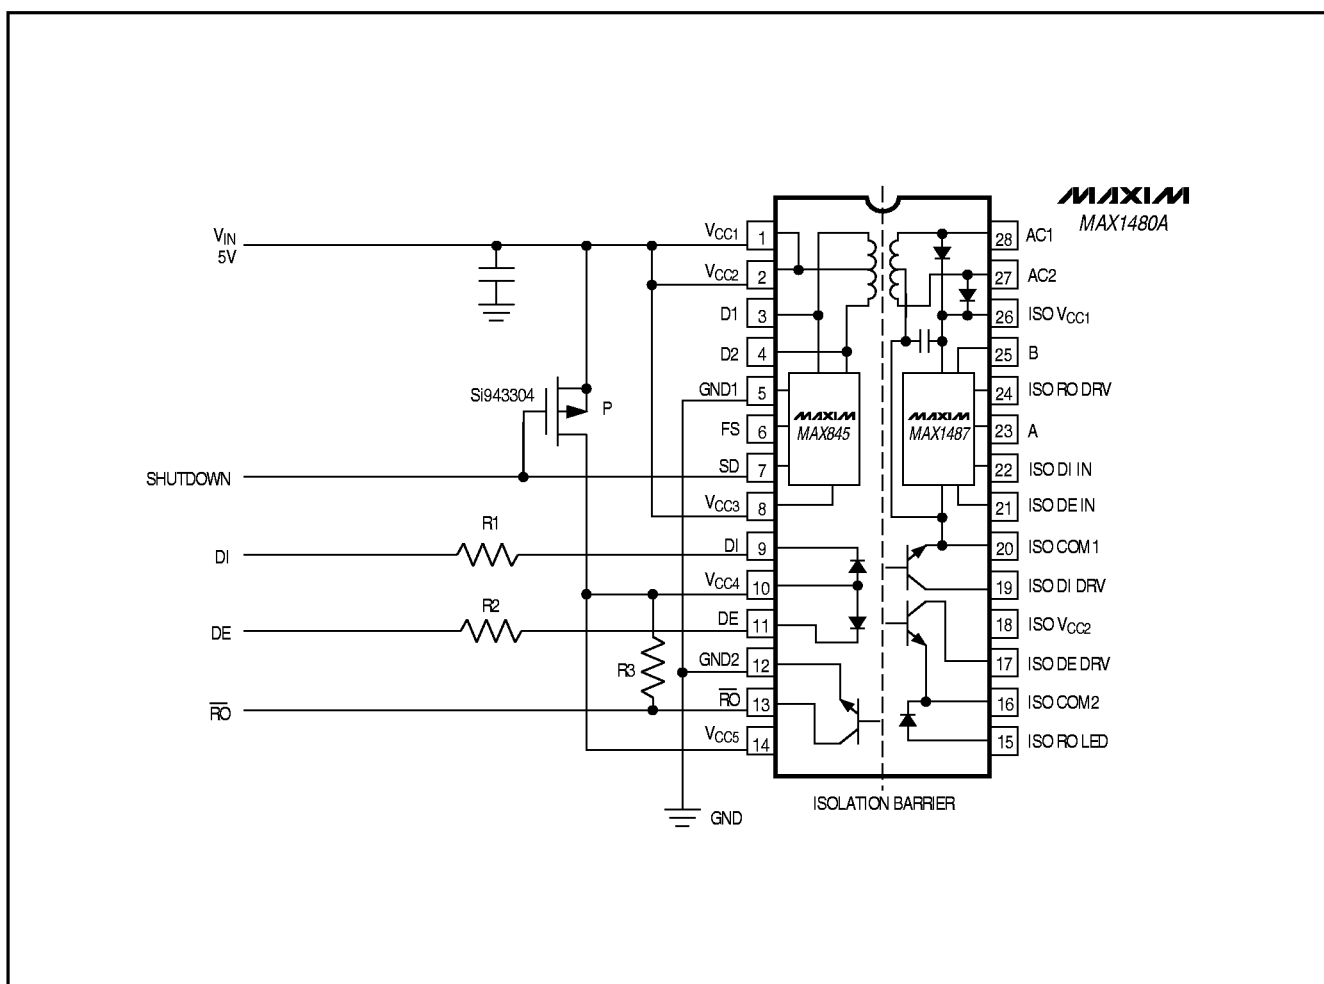 MAXIM
MAX1480A
VIN
5V
SHUTDOWN
DI
DE
RO
Si943304
P
R1
R2
R3
GND
VCC1 1
VCC2 2
D1 3
D2 4
GND1 5
FS 6
SD 7
VCC3 8
DI 9
VCC4 10
DE 11
GND2 12
RO 13
VCC5 14
MAXIM
MAX845
MAXIM
MAX1487
28 AC1
27 AC2
26 ISO VCC1
25 B
24 ISO RO DRV
23 A
22 ISO DI IN
21 ISO DE IN
20 ISO COM1
19 ISO DI DRV
18 ISO VCC2
17 ISO DE DRV
16 ISO COM2
15 ISO RO LED
ISOLATION BARRIER